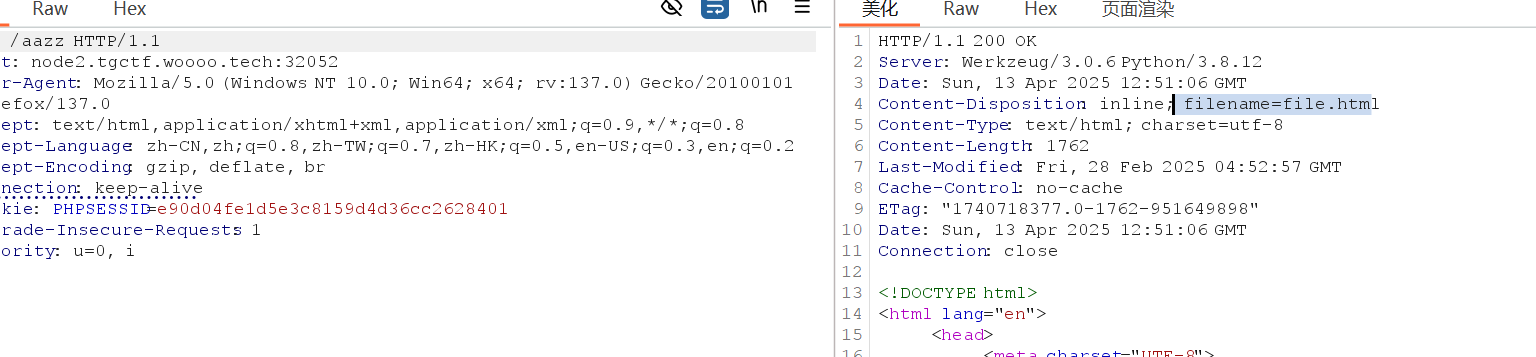 Raw Hex \n
/aazz HTTP/1.1
t: node2.tgctf.woooo.tech:32052
r-Agent: Mozilla/5.0 (Windows NT 10.0; Win64; x64; rv:137.0) Gecko/20100101
efox/137.0
ept: text/html,application/xhtml+xml,application/xml;q=0.9,*/*;q=0.8
ept-Language: zh-CN,zh;q=0.8,zh-TW;q=0.7,zh-HK;q=0.5,en-US;q=0.3,en;q=0.2
ept-Encoding: gzip, deflate, br
nection: keep-alive
kie: PHPSESSID=e90d04fe1d5e3c8159d4d36cc2628401
rade-Insecure-Requests: 1
ority: u=0, i
美化 Raw Hex 页面渲染
1 HTTP/1.1 200 OK
2 Server: Werkzeug/3.0.6 Python/3.8.12
3 Date: Sun, 13 Apr 2025 12:51:06 GMT
4 Content-Disposition: inline; filename=file.html
5 Content-Type: text/html; charset=utf-8
6 Content-Length: 1762
7 Last-Modified: Fri, 28 Feb 2025 04:52:57 GMT
8 Cache-Control: no-cache
9 ETag: "1740718377.0-1762-951649898"
10 Date: Sun, 13 Apr 2025 12:51:06 GMT
11 Connection: close
12
13 <!DOCTYPE html>
14 <html lang="en">
15 <head>
16 <meta charset="UTF-8">